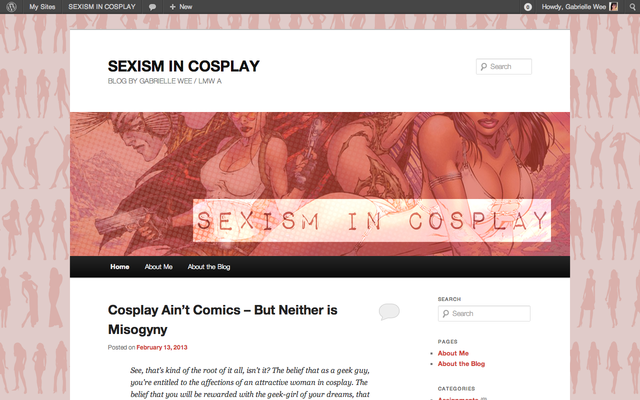 My Sites SEXISM IN COSPLAY + New 0 Howdy, Gabrielle Wee
SEXISM IN COSPLAY
BLOG BY GABRIELLE WEE / LMW A
Search
SEXISM IN COSPLAY
Home About Me About the Blog
Cosplay Ain't Comics – But Neither is
Misogyny
Posted on February 13, 2013
See, that's kind of the root of it all, isn't it? The belief that as a geek guy,
you're entitled to the affections of an attractive woman in cosplay. The
belief that you will be rewarded with the geek-girl of your dreams, that
SEARCH
Search
PAGES
• About Me
• About the Blog
CATEGORIES